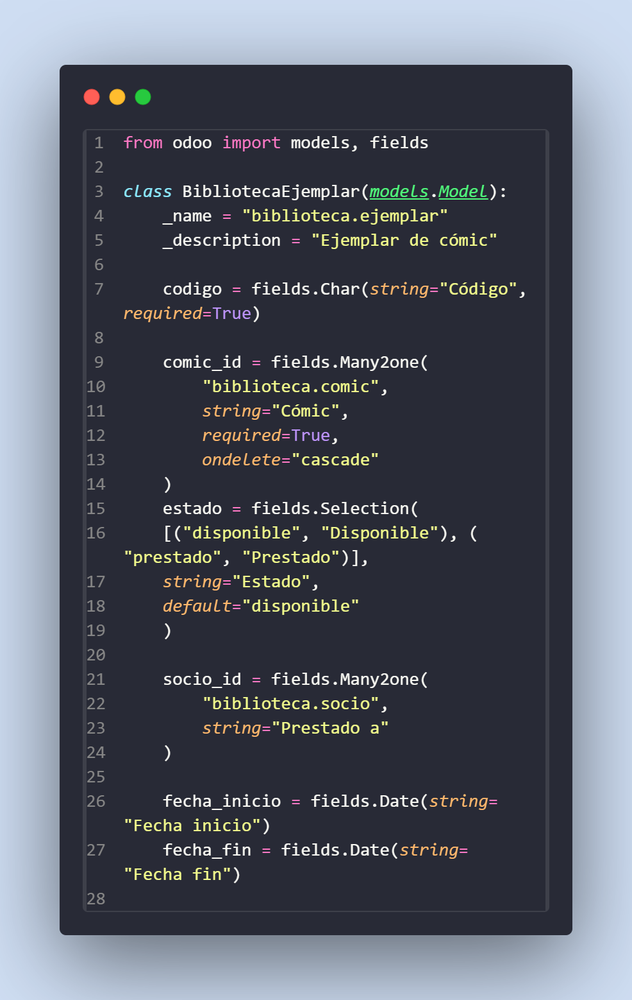 1 from odoo import models, fields
2
3 class BibliotecaEjemplar(models.Model):
4     _name = "biblioteca.ejemplar"
5     _description = "Ejemplar de cómic"
6
7     codigo = fields.Char(string="Código",
required=True)
8
9     comic_id = fields.Many2one(
10         "biblioteca.comic",
11         string="Cómic",
12         required=True,
13         ondelete="cascade"
14     )
15     estado = fields.Selection(
16     [("disponible", "Disponible"), (
"prestado", "Prestado")],
17     string="Estado",
18     default="disponible"
19     )
20
21     socio_id = fields.Many2one(
22         "biblioteca.socio",
23         string="Prestado a"
24     )
25
26     fecha_inicio = fields.Date(string=
"Fecha inicio")
27     fecha_fin = fields.Date(string=
"Fecha fin")
28